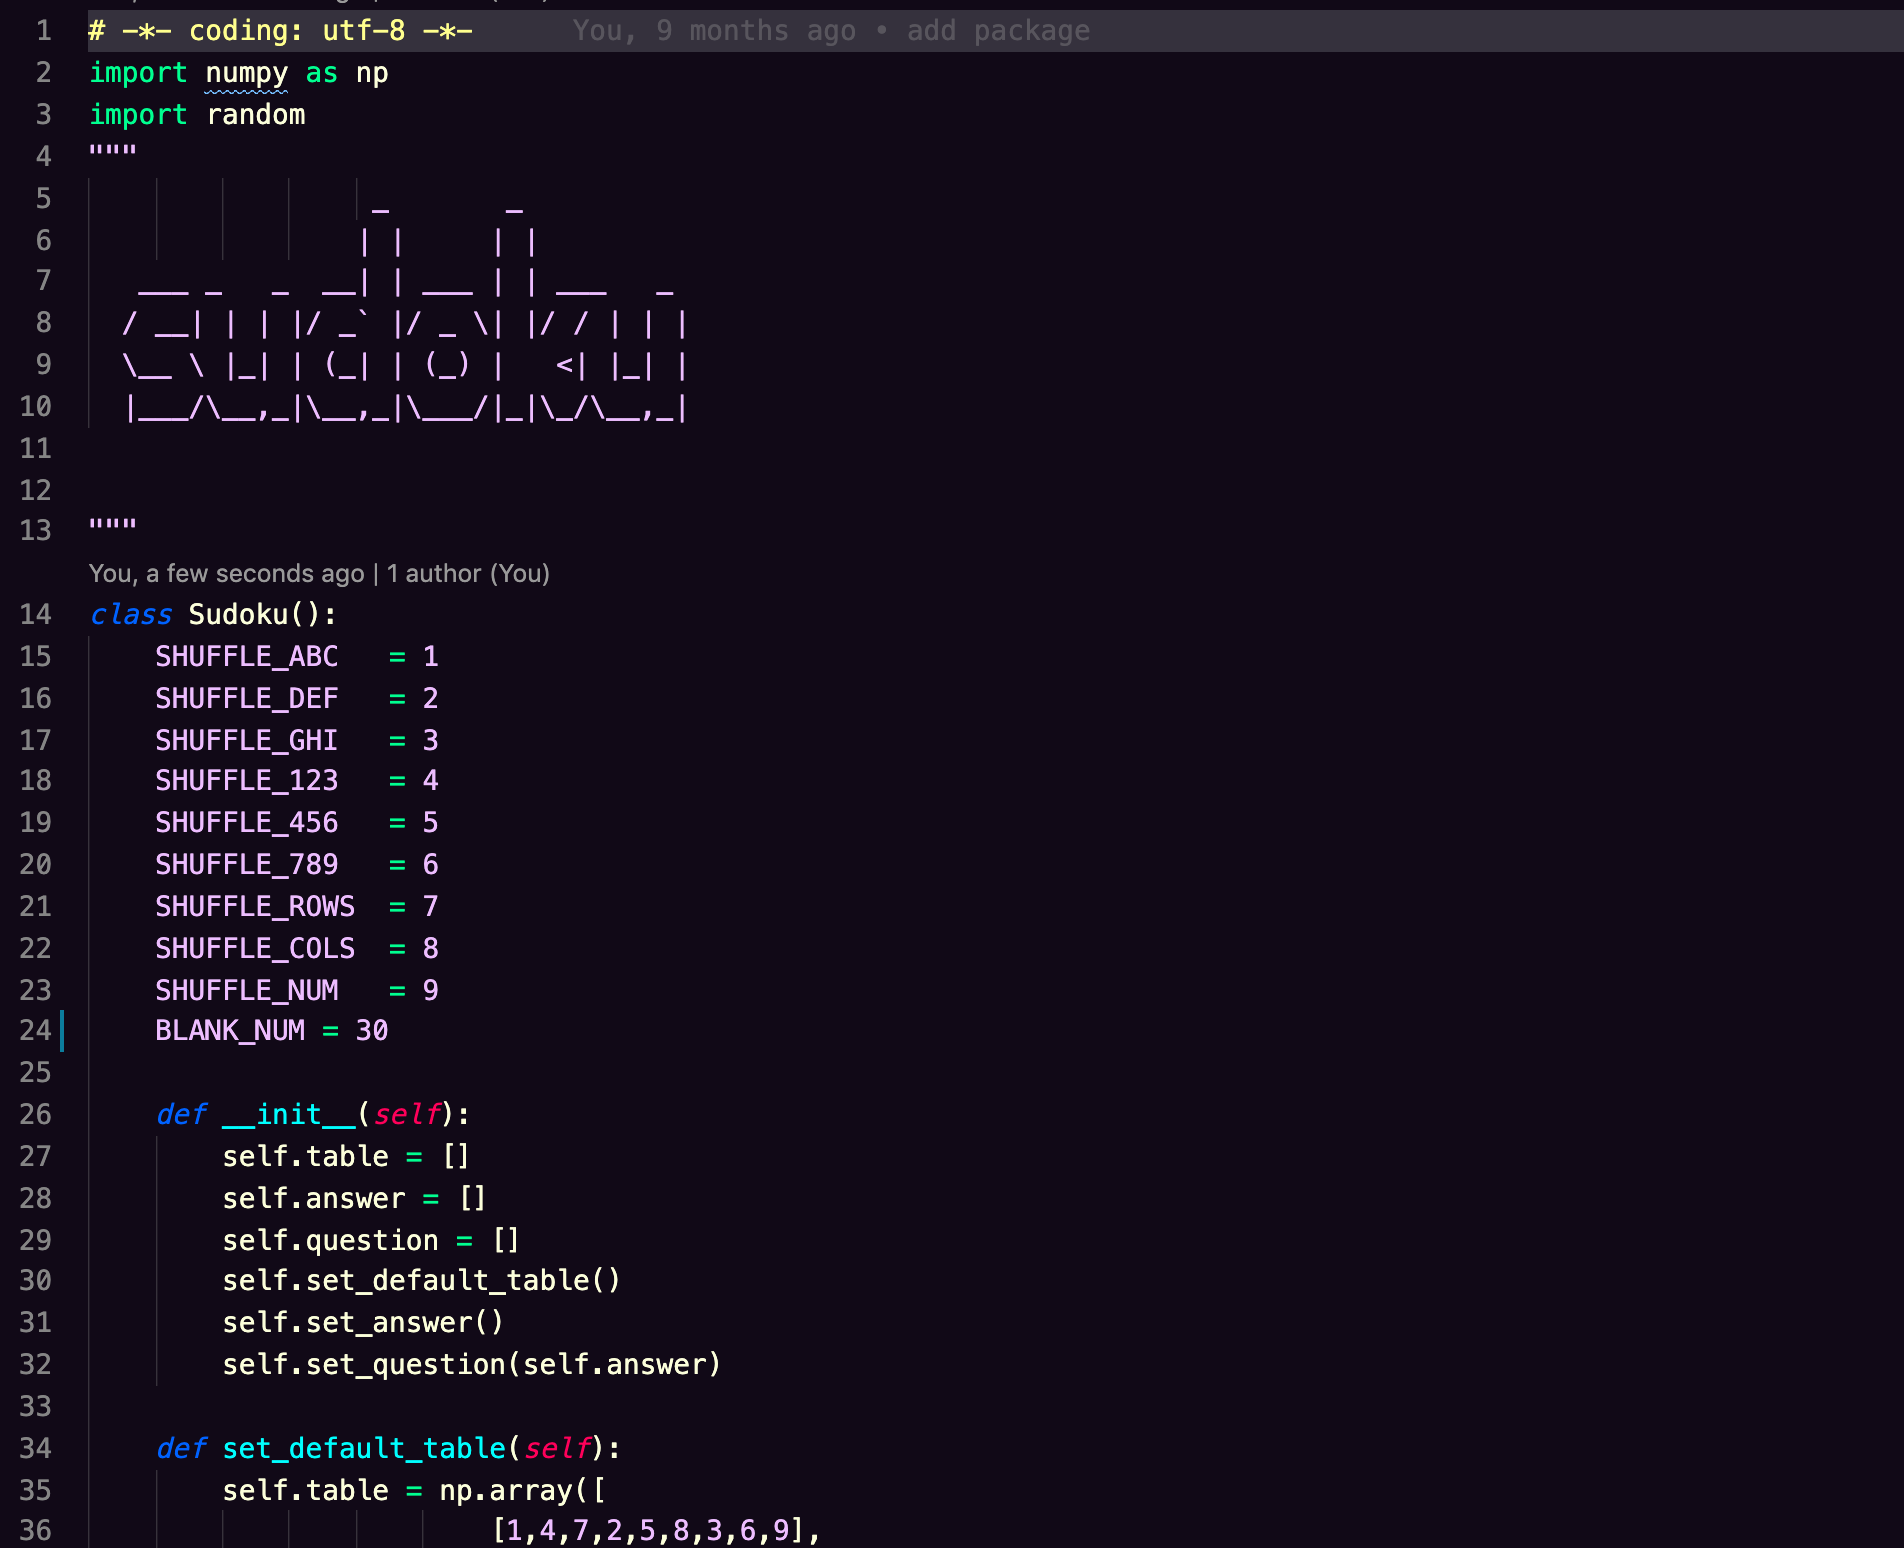 1 # -*- coding: utf-8 -*-        You, 9 months ago • add package
2 import numpy as np
3 import random
4 """
5                  _       _
6                 | |     | |
7    ___ _   _  __| | ___ | | ___   _
8   / __| | | |/ _` |/ _ \| |/ / | | |
9   \__ \ |_| | (_| | (_) |   <| |_| |
10   |___/\__,_|\__,_|\___/|_|\_/\__,_|
11
12
13 """
You, a few seconds ago | 1 author (You)
14 class Sudoku():
15     SHUFFLE_ABC   = 1
16     SHUFFLE_DEF   = 2
17     SHUFFLE_GHI   = 3
18     SHUFFLE_123   = 4
19     SHUFFLE_456   = 5
20     SHUFFLE_789   = 6
21     SHUFFLE_ROWS  = 7
22     SHUFFLE_COLS  = 8
23     SHUFFLE_NUM   = 9
24     BLANK_NUM = 30
25
26     def __init__(self):
27         self.table = []
28         self.answer = []
29         self.question = []
30         self.set_default_table()
31         self.set_answer()
32         self.set_question(self.answer)
33
34     def set_default_table(self):
35         self.table = np.array([
36                         [1,4,7,2,5,8,3,6,9],